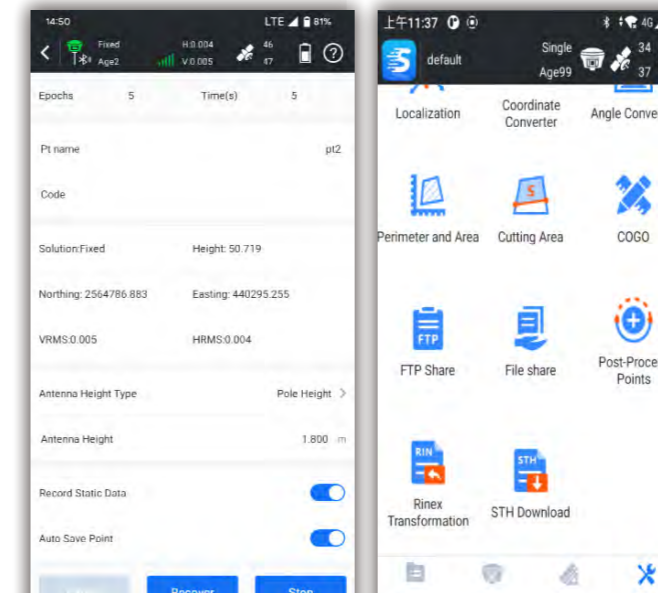 14:50 LTE 81%
Fixed H:0.004 46
Age2 V:0.005 47
Epochs 5 Time(s) 5
Pt name pt2
Code
Solution:Fixed Height: 50.719
Northing: 2564786.883 Easting: 440295.255
VRMS:0.005 HRMS:0.004
Antenna Height Type Pole Height >
Antenna Height 1.800 m
Record Static Data
Auto Save Point
Recover Stop
上午11:37 4G
default Single 34
Age99 37
Localization Coordinate Converter Angle Conve
Perimeter and Area Cutting Area COGO
FTP
FTP Share File share Post-Proce
Points
RIN STH
Rinex Transformation STH Download